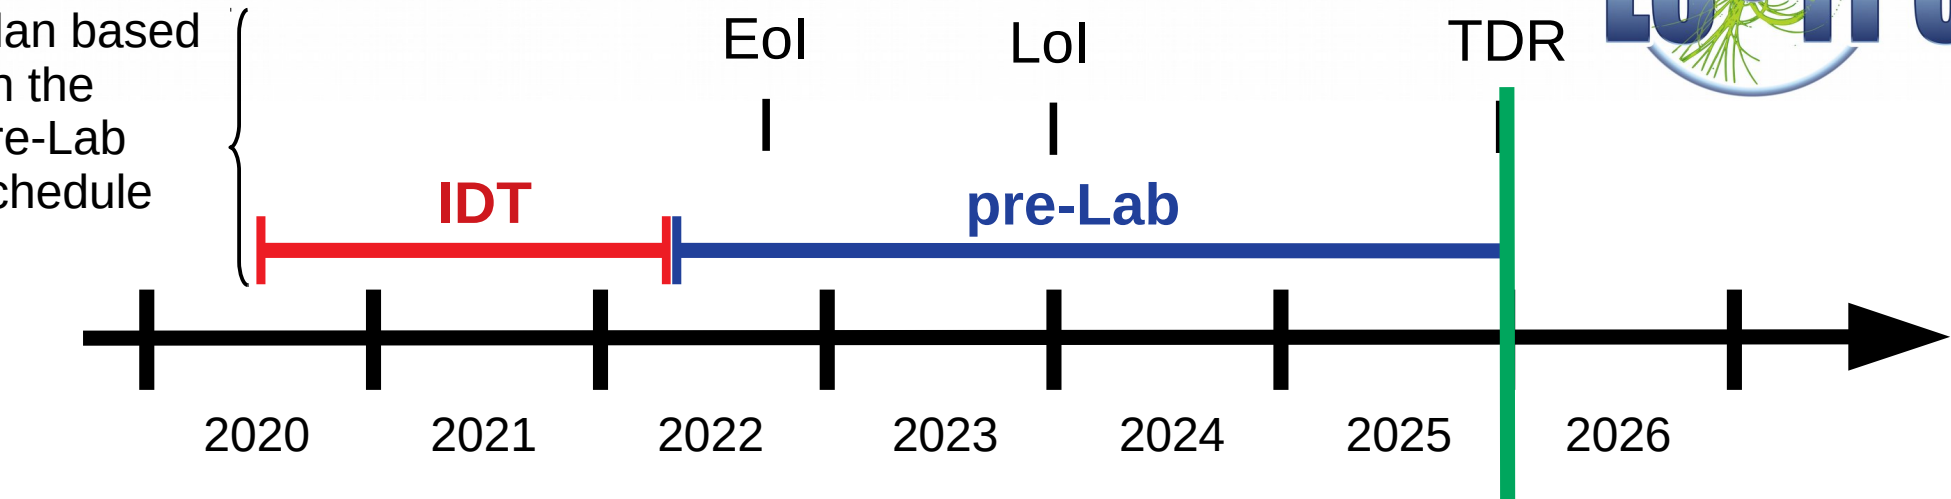 lan based
n the
re-Lab
chedule
EoI
LoI
TDR
IDT
pre-Lab
2020
2021
2022
2023
2024
2025
2026